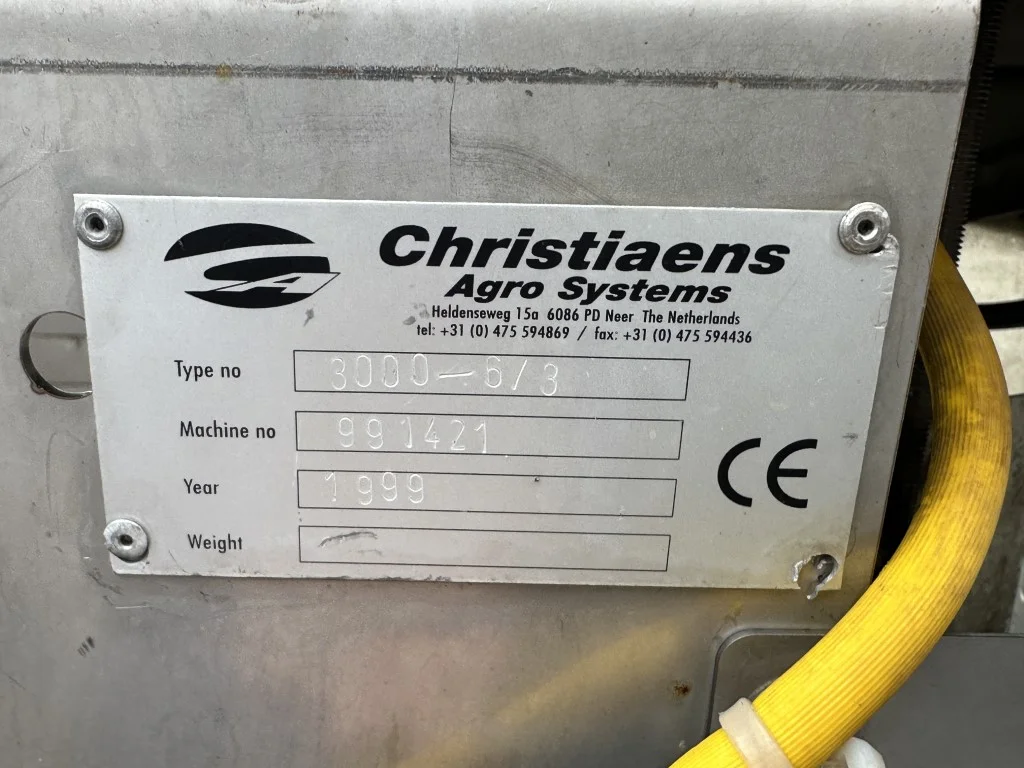 Christiaens
Agro Systems
Heldenseweg 15a 6086 PD Neer The Netherlands
tel: +31 (0) 475 594869 / fax: +31 (0) 475 594436
Type no 3000-6/3
Machine no 991421
Year 1999
Weight
CE